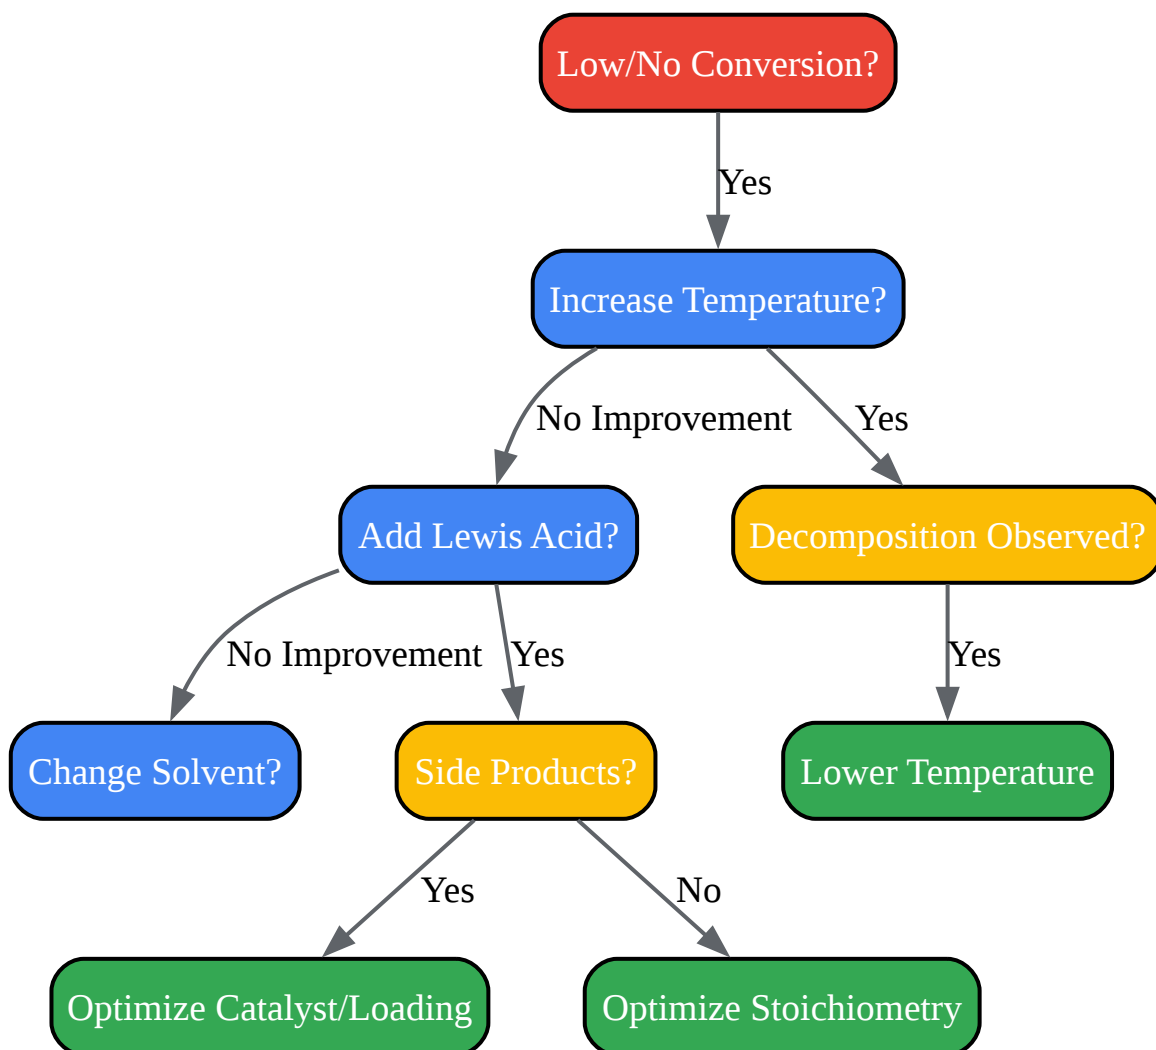 Low/No Conversion?
Yes
Increase Temperature?
No Improvement
Yes
Add Lewis Acid?
Decomposition Observed?
No Improvement
Yes
Yes
Change Solvent?
Side Products?
Lower Temperature
Yes
No
Optimize Catalyst/Loading
Optimize Stoichiometry